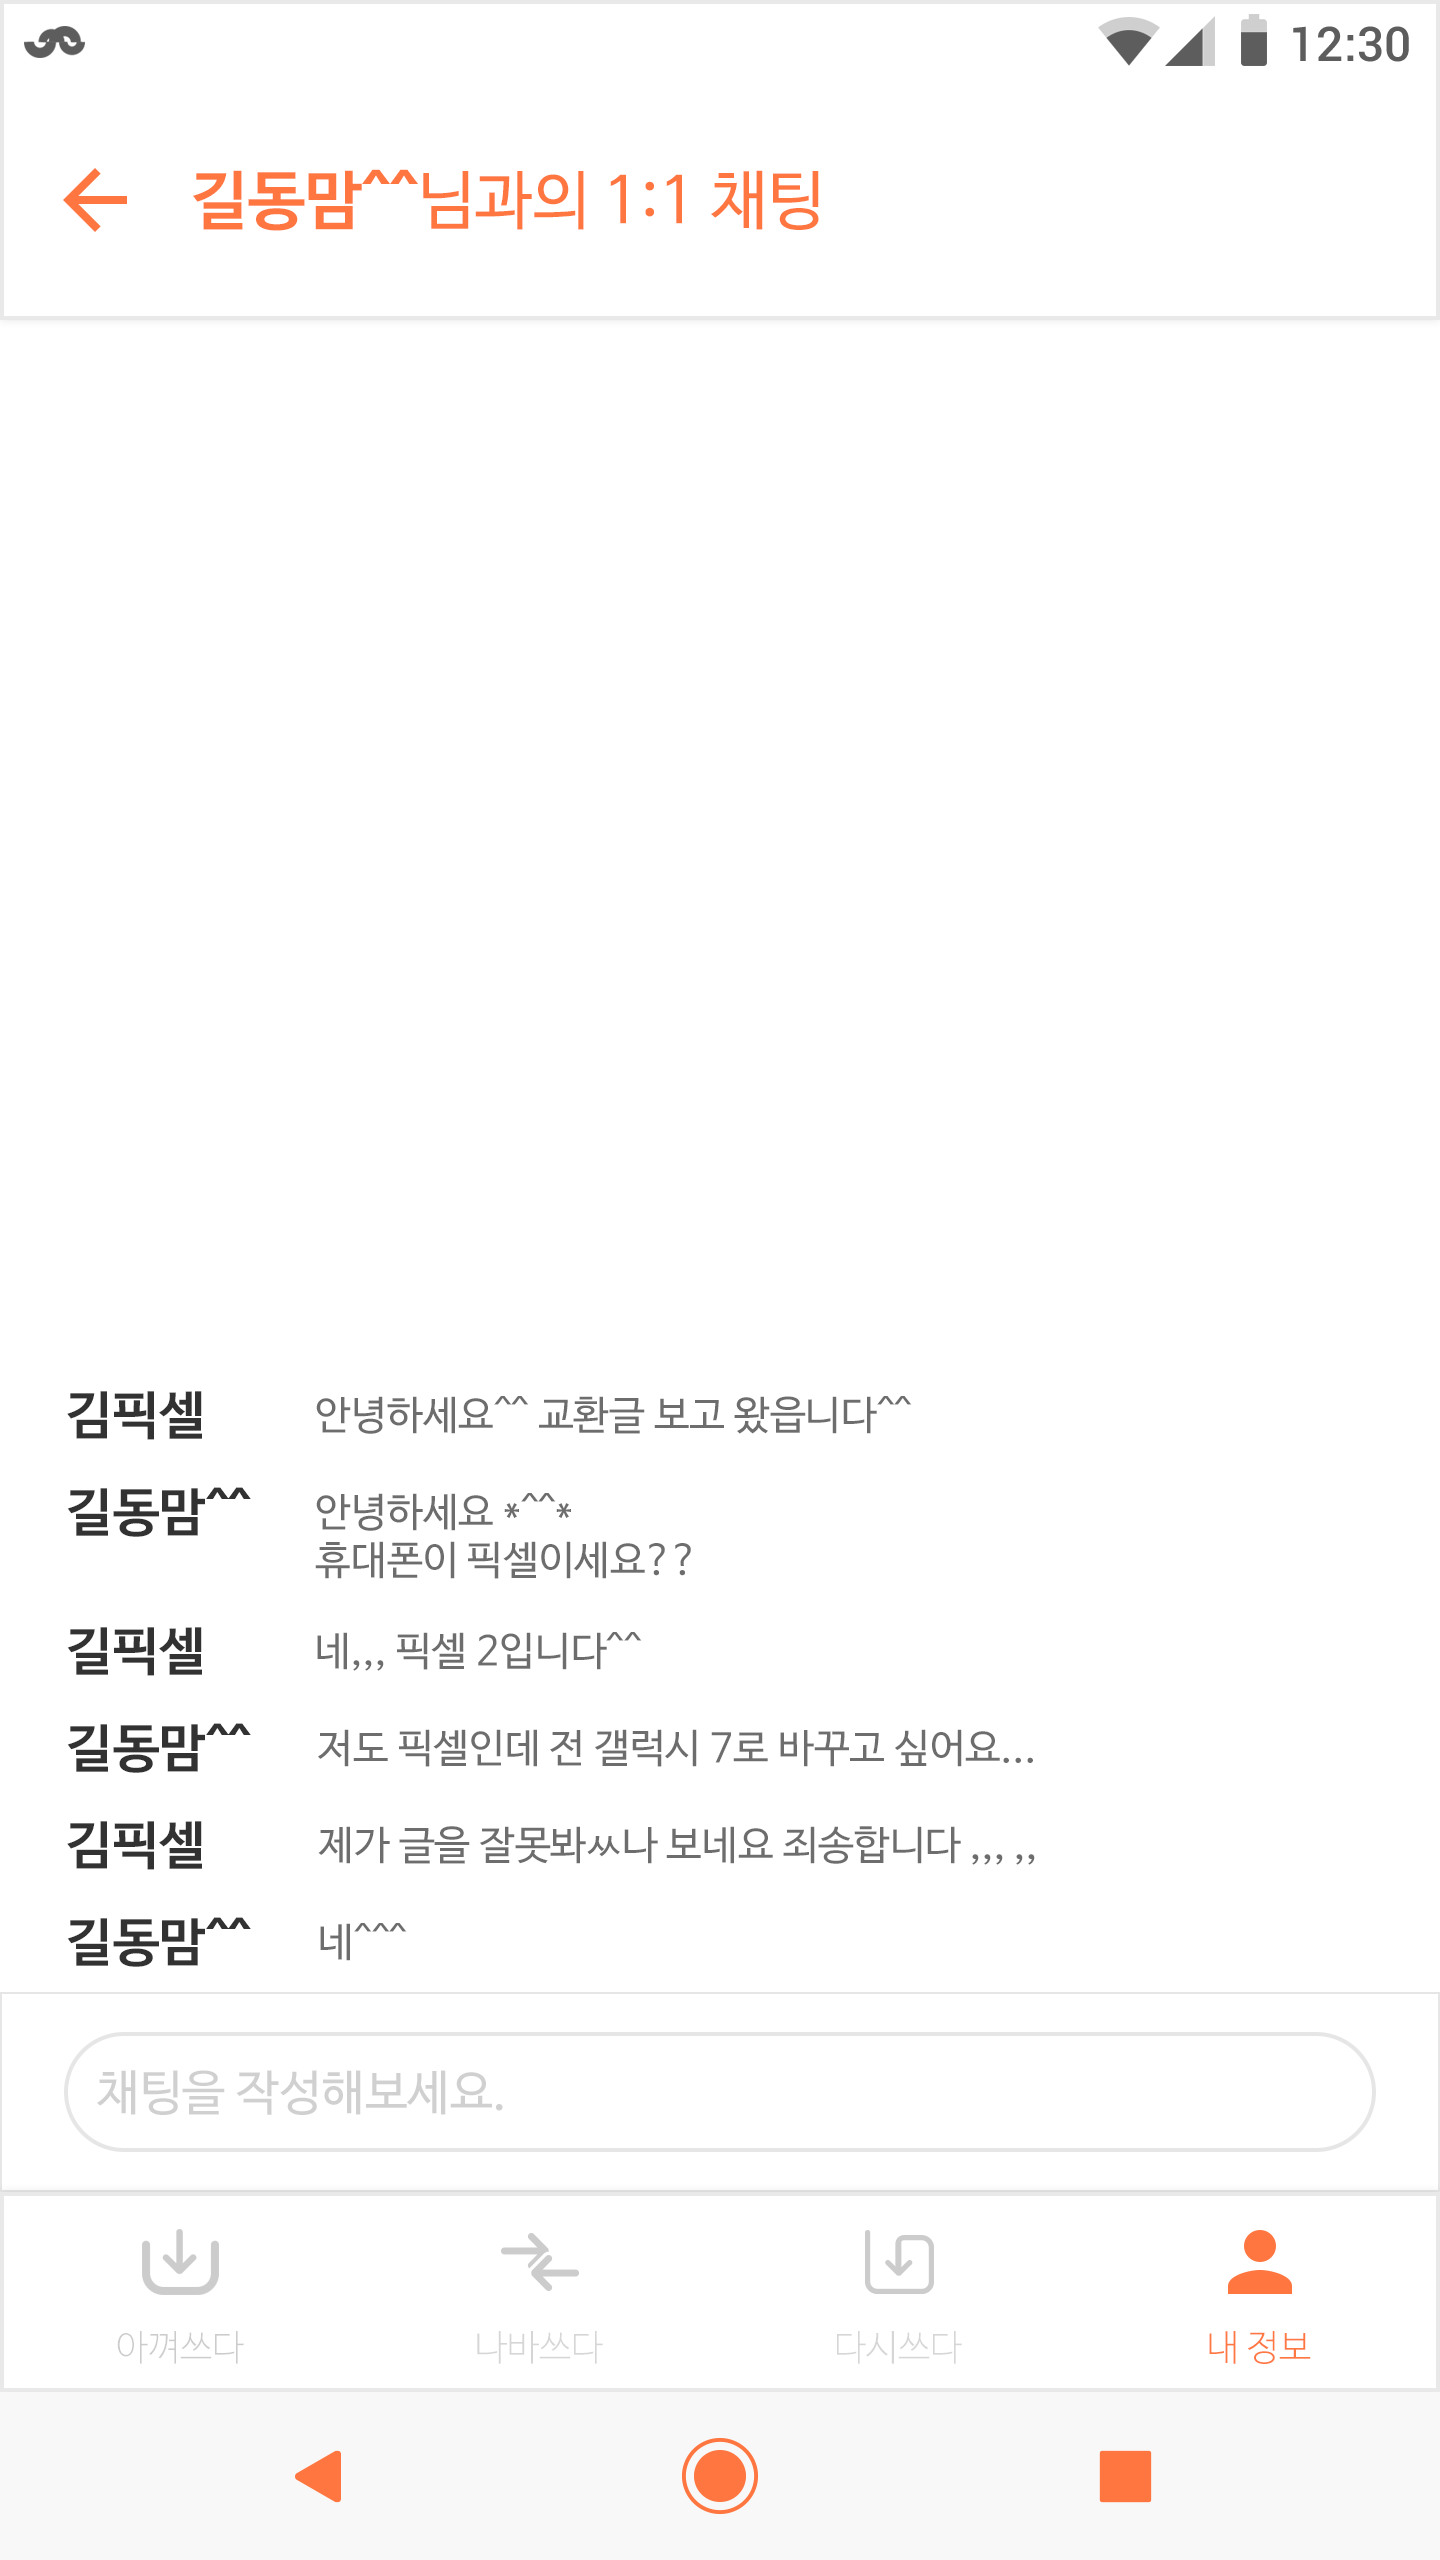 12:30
길동맘^^님과의 1:1 채팅
김픽셀 안녕하세요^^ 교환글 보고 왔읍니다^^
길동맘^^ 안녕하세요 *^^*
휴대폰이 픽셀이세요??
길픽셀 네,,, 픽셀 2입니다^^
길동맘^^ 저도 픽셀인데 전 갤럭시 7로 바꾸고 싶어요...
김픽셀 제가 글을 잘못봐ㅆ나 보네요 죄송합니다 ,,, ,,
길동맘^^ 네^^^
채팅을 작성해보세요.
아껴쓰다 나바쓰다 다시쓰다 내 정보